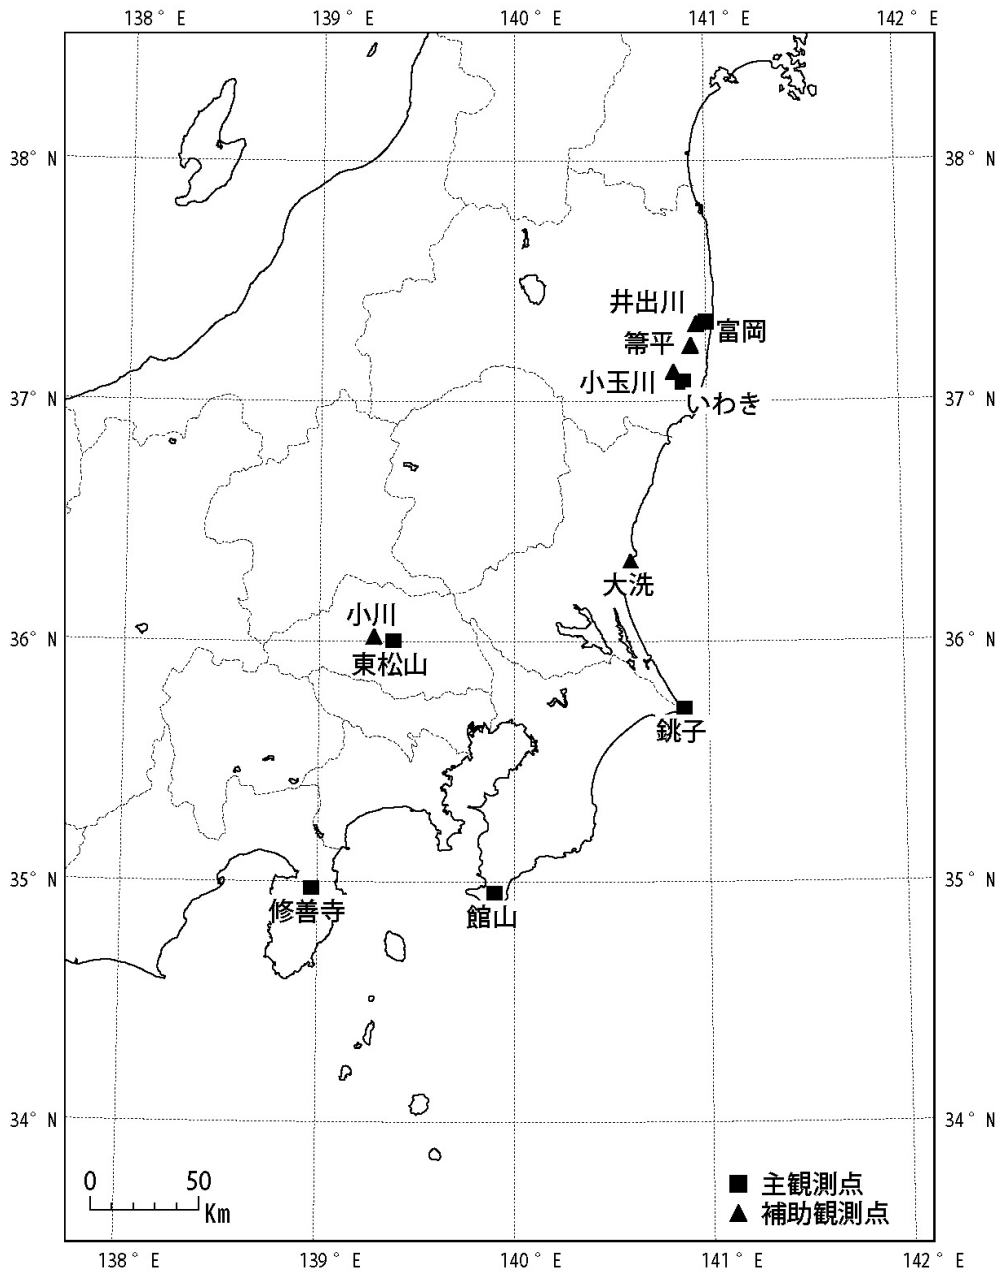 138° E 139° E 140° E 141° E 142° E
38° N 38° N
井出川
富岡
箒平
小玉川
いわき
37° N 37° N
大洗
小川
36° N 36° N
東松山
銚子
35° N 35° N
修善寺
館山
34° N 34° N
0 50
Km
主観測点
補助観測点
138° E 139° E 140° E 141° E 142° E